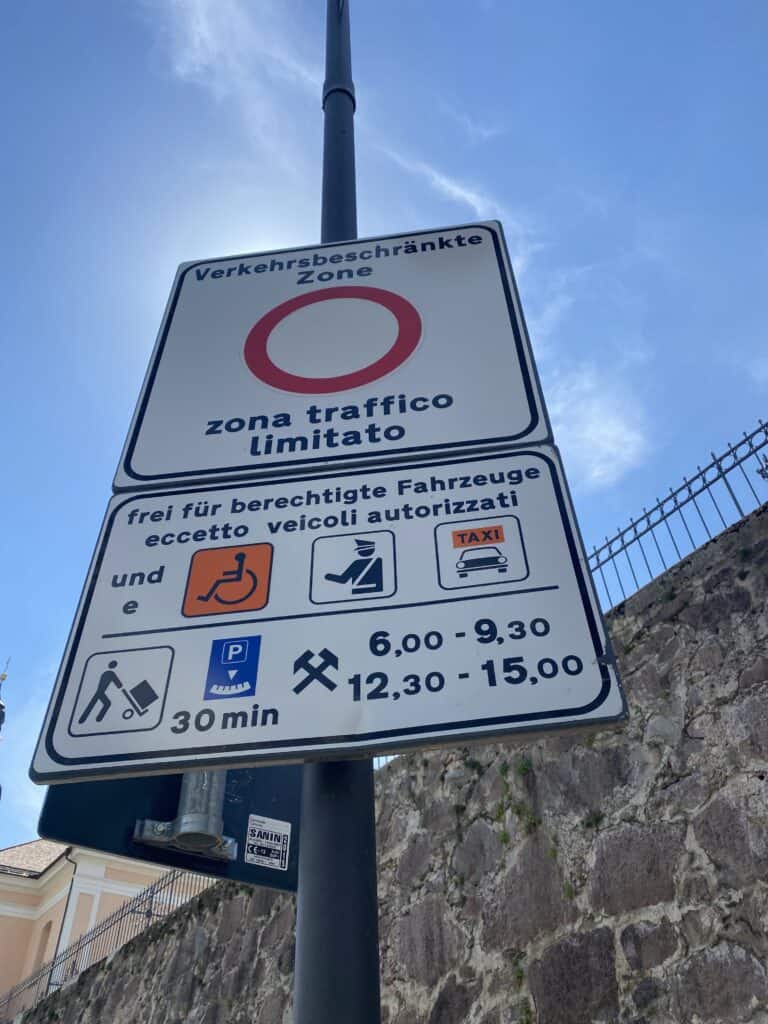 Verkehrsbeschränkte
Zone
zona traffico
limitato
frei für berechtigte Fahrzeuge
eccetto veicoli autorizzati
und
e
TAXI
P
30 min
6,00 - 9,30
12,30 - 15,00
SANIN
CE